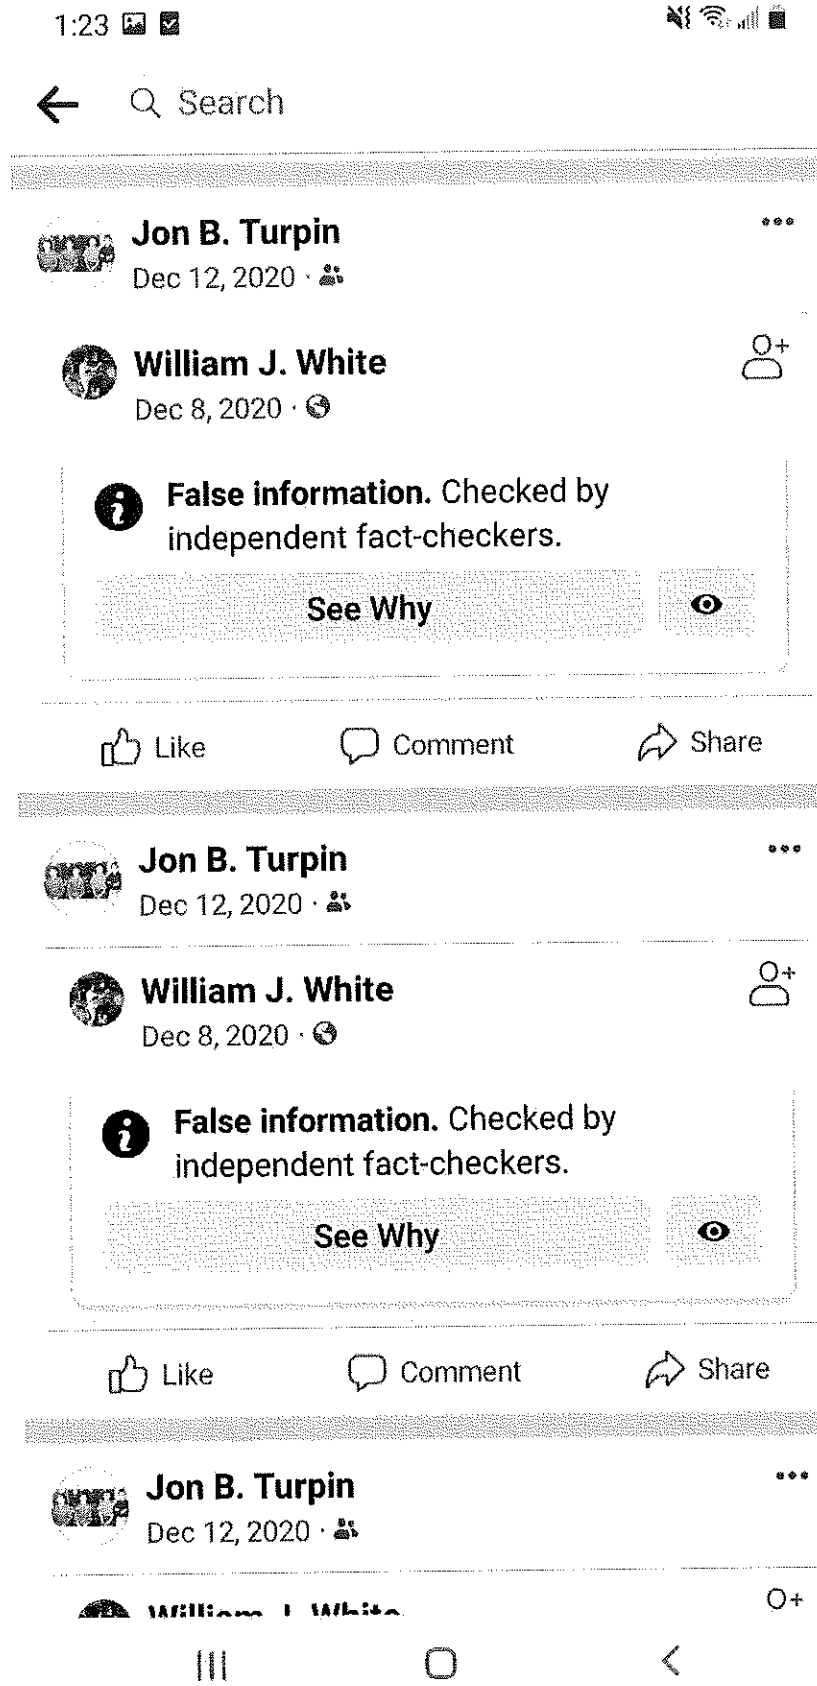 1:23
Search
Jon B. Turpin
Dec 12, 2020 ·
William J. White
Dec 8, 2020 ·
False information. Checked by
independent fact-checkers.
See Why
Like Comment Share
Jon B. Turpin
Dec 12, 2020 ·
William J. White
Dec 8, 2020 ·
False information. Checked by
independent fact-checkers.
See Why
Like Comment Share
Jon B. Turpin
Dec 12, 2020 ·
William J. White